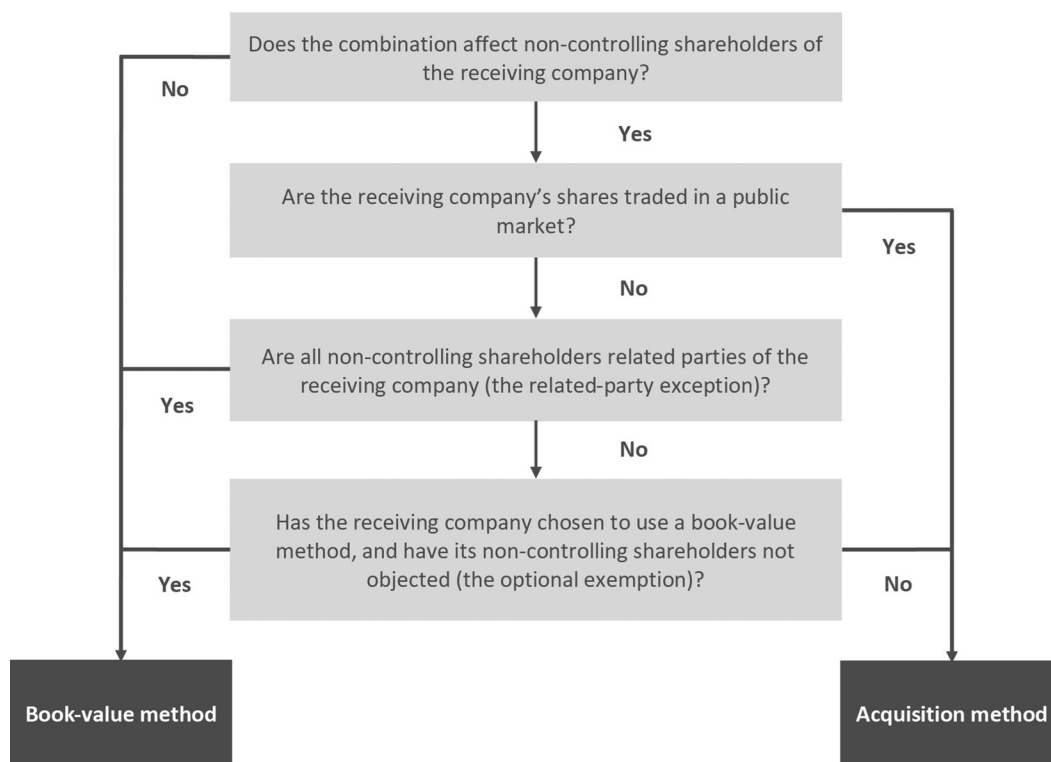 Does the combination affect non-controlling shareholders of
the receiving company?
No
Yes
Are the receiving company’s shares traded in a public
market?
Yes
No
Are all non-controlling shareholders related parties of the
receiving company (the related-party exception)?
Yes
No
Has the receiving company chosen to use a book-value
method, and have its non-controlling shareholders not
objected (the optional exemption)?
Yes
No
Book-value method
Acquisition method